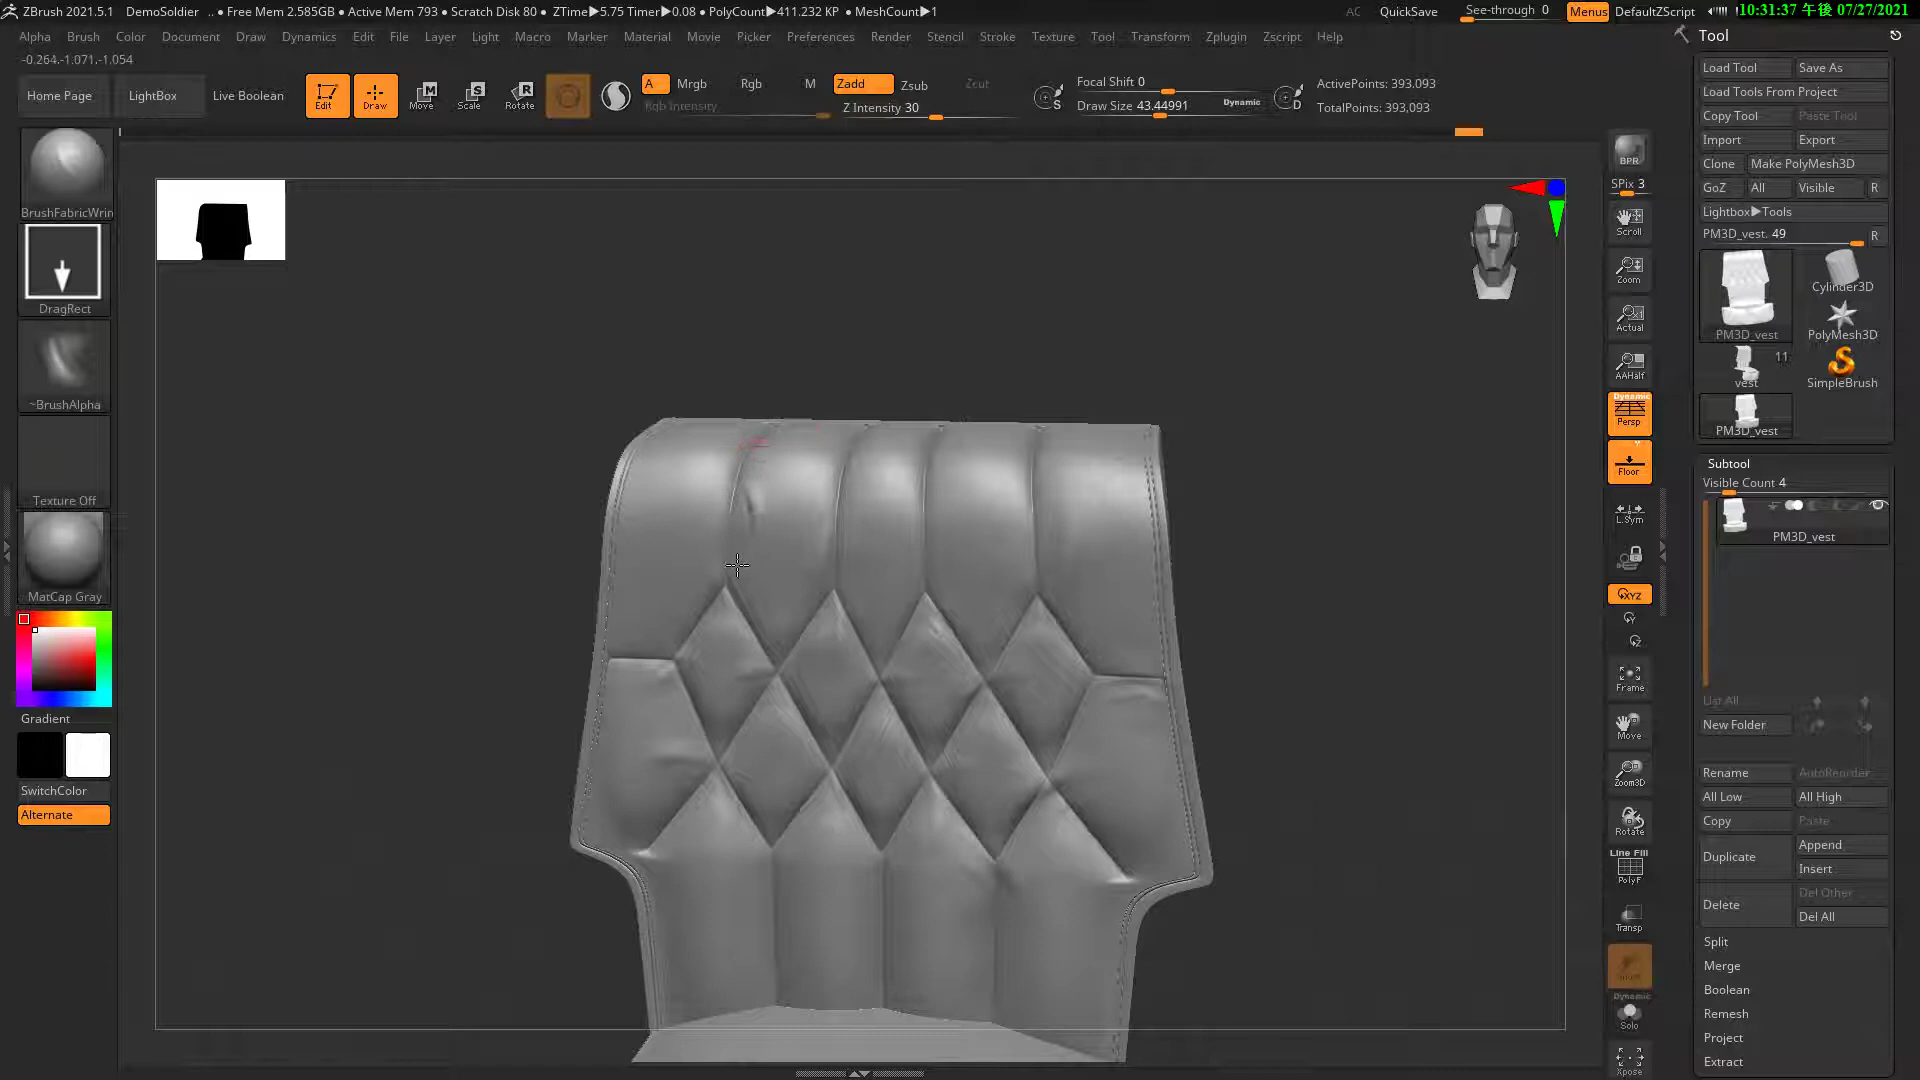 ZBrush 2021.5.1 DemoSoldier .. ● Free Mem 2.585GB ● Active Mem 793 ● Scratch Disk 80 ● ZTime▶5.75 Timer▶0.08 ● PolyCount▶411.232 KP ● MeshCount▶1 AC QuickSave See-through 0 Menus DefaultZScript 10:31:37 午後 07/27/2021
Alpha Brush Color Document Draw Dynamics Edit File Layer Light Macro Marker Material Movie Picker Preferences Render Stencil Stroke Texture Tool Transform Zplugin Zscript Help
-0.264,-1.071,-1.054
Home Page LightBox Live Boolean
Edit Draw Move Scale Rotate
M S R
A Mrgb Rgb M
Rgb Intensity
Zadd Zsub Zcut
Z Intensity 30
S
Focal Shift 0
Draw Size 43.44991 Dynamic
D
ActivePoints: 393,093
TotalPoints: 393,093
BrushFabricWrin
DragRect
~BrushAlpha
Texture Off
MatCap Gray
Gradient
SwitchColor
Alternate
BPR
SPix 3
Scroll
Zoom
Actual
AAHalf
Dynamic
Persp
Floor
L.Sym
XYZ
Y
Z
Frame
Move
Zoom3D
Rotate
Line Fill
PolyF
Transp
Dynamic
Solo
Xpose
Tool
Load Tool Save As
Load Tools From Project
Copy Tool Paste Tool
Import Export
Clone Make PolyMesh3D
GoZ All Visible R
Lightbox▶Tools
PM3D_vest. 49 R
PM3D_vest Cylinder3D
PolyMesh3D
11
vest SimpleBrush
PM3D_vest
Subtool
Visible Count 4
PM3D_vest
List All
New Folder
Rename AutoReorder
All Low All High
Copy Paste
Duplicate Append
Insert
Delete Del Other
Del All
Split
Merge
Boolean
Remesh
Project
Extract